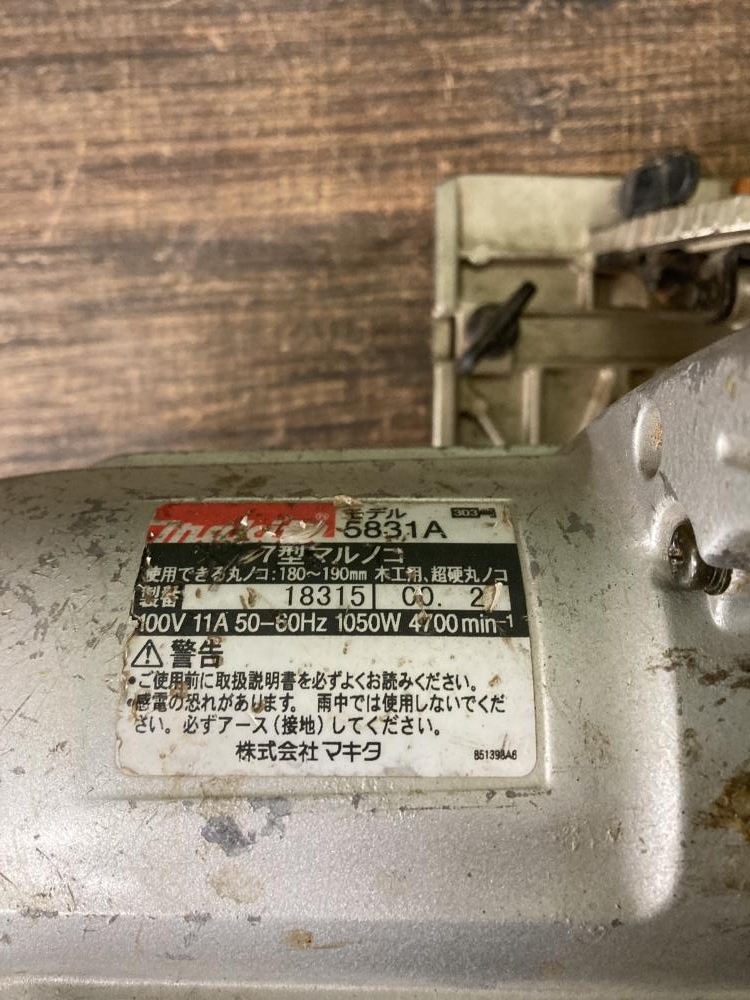 makita®
モデル
5831A
7型マルノコ
使用できる丸ノコ:180～190mm 木工用、超硬丸ノコ
製番 18315 00. 2
100V 11A 50-60Hz 1050W 4700min-1
警告
•ご使用前に取扱説明書を必ずよくお読みください。
•感電の恐れがあります。 雨中では使用しないでくだ
さい。必ずアース(接地)してください。
株式会社マキタ
851398A6